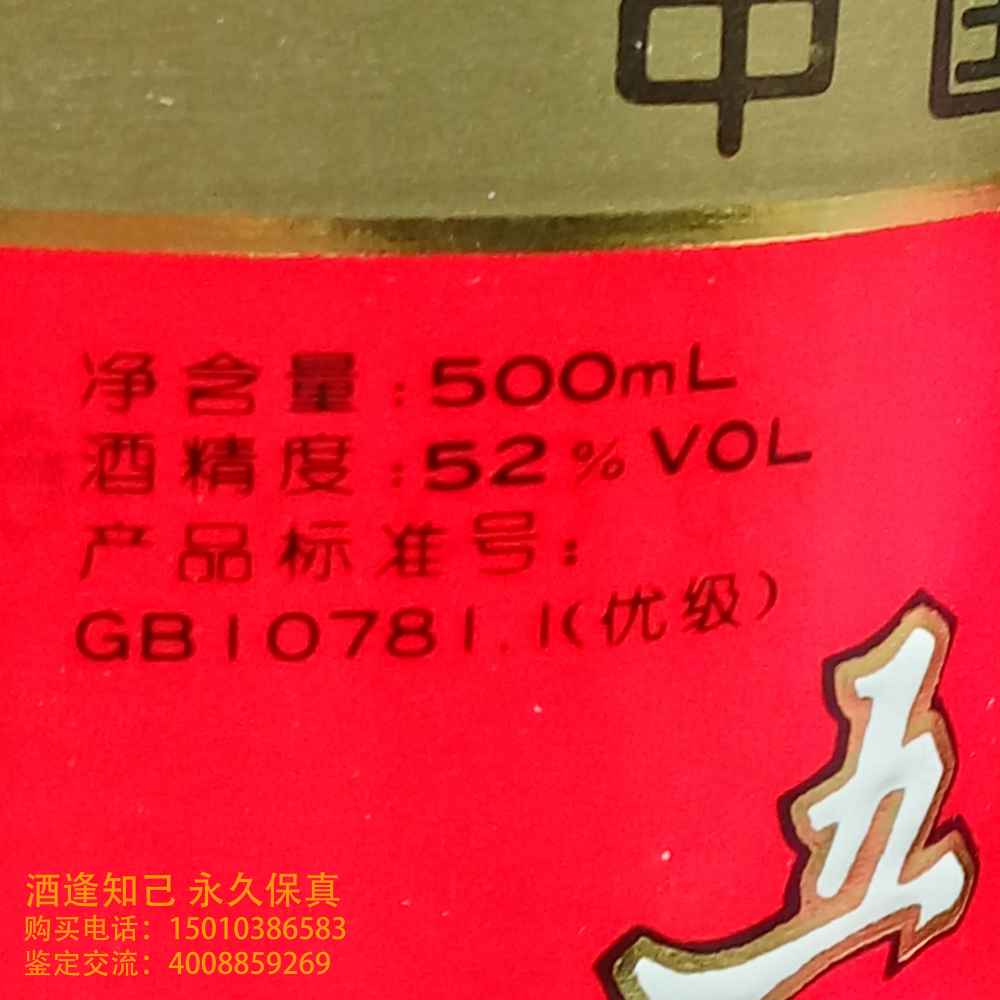 中国
净含量：500mL
酒精度：52%VOL
产品标准号：
GB10781.1(优级)
五
酒逢知己 永久保真
购买电话：15010386583
鉴定交流：4008859269